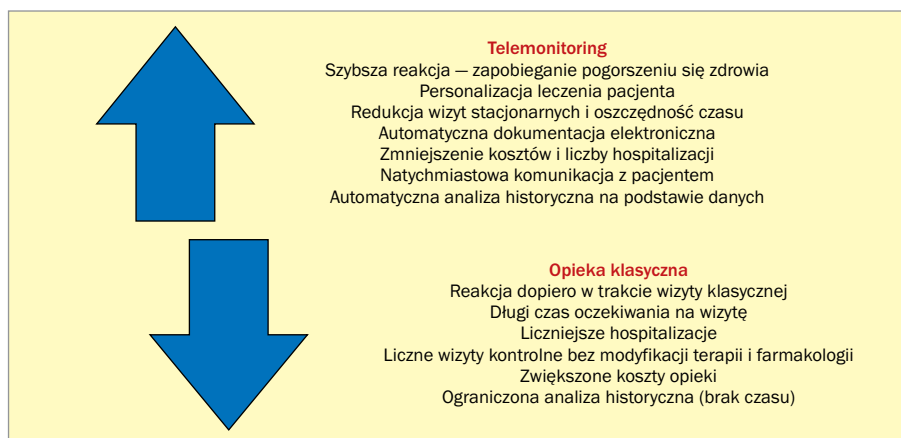 Telemonitoring
Szybsza reakcja — zapobieganie pogorszeniu się zdrowia
Personalizacja leczenia pacjenta
Redukcja wizyt stacjonarnych i oszczędność czasu
Automatyczna dokumentacja elektroniczna
Zmniejszenie kosztów i liczby hospitalizacji
Natychmiastowa komunikacja z pacjentem
Automatyczna analiza historyczna na podstawie danych
Opieka klasyczna
Reakcja dopiero w trakcie wizyty klasycznej
Długi czas oczekiwania na wizytę
Liczniejsze hospitalizacje
Liczne wizyty kontrolne bez modyfikacji terapii i farmakologii
Zwiększone koszty opieki
Ograniczona analiza historyczna (brak czasu)